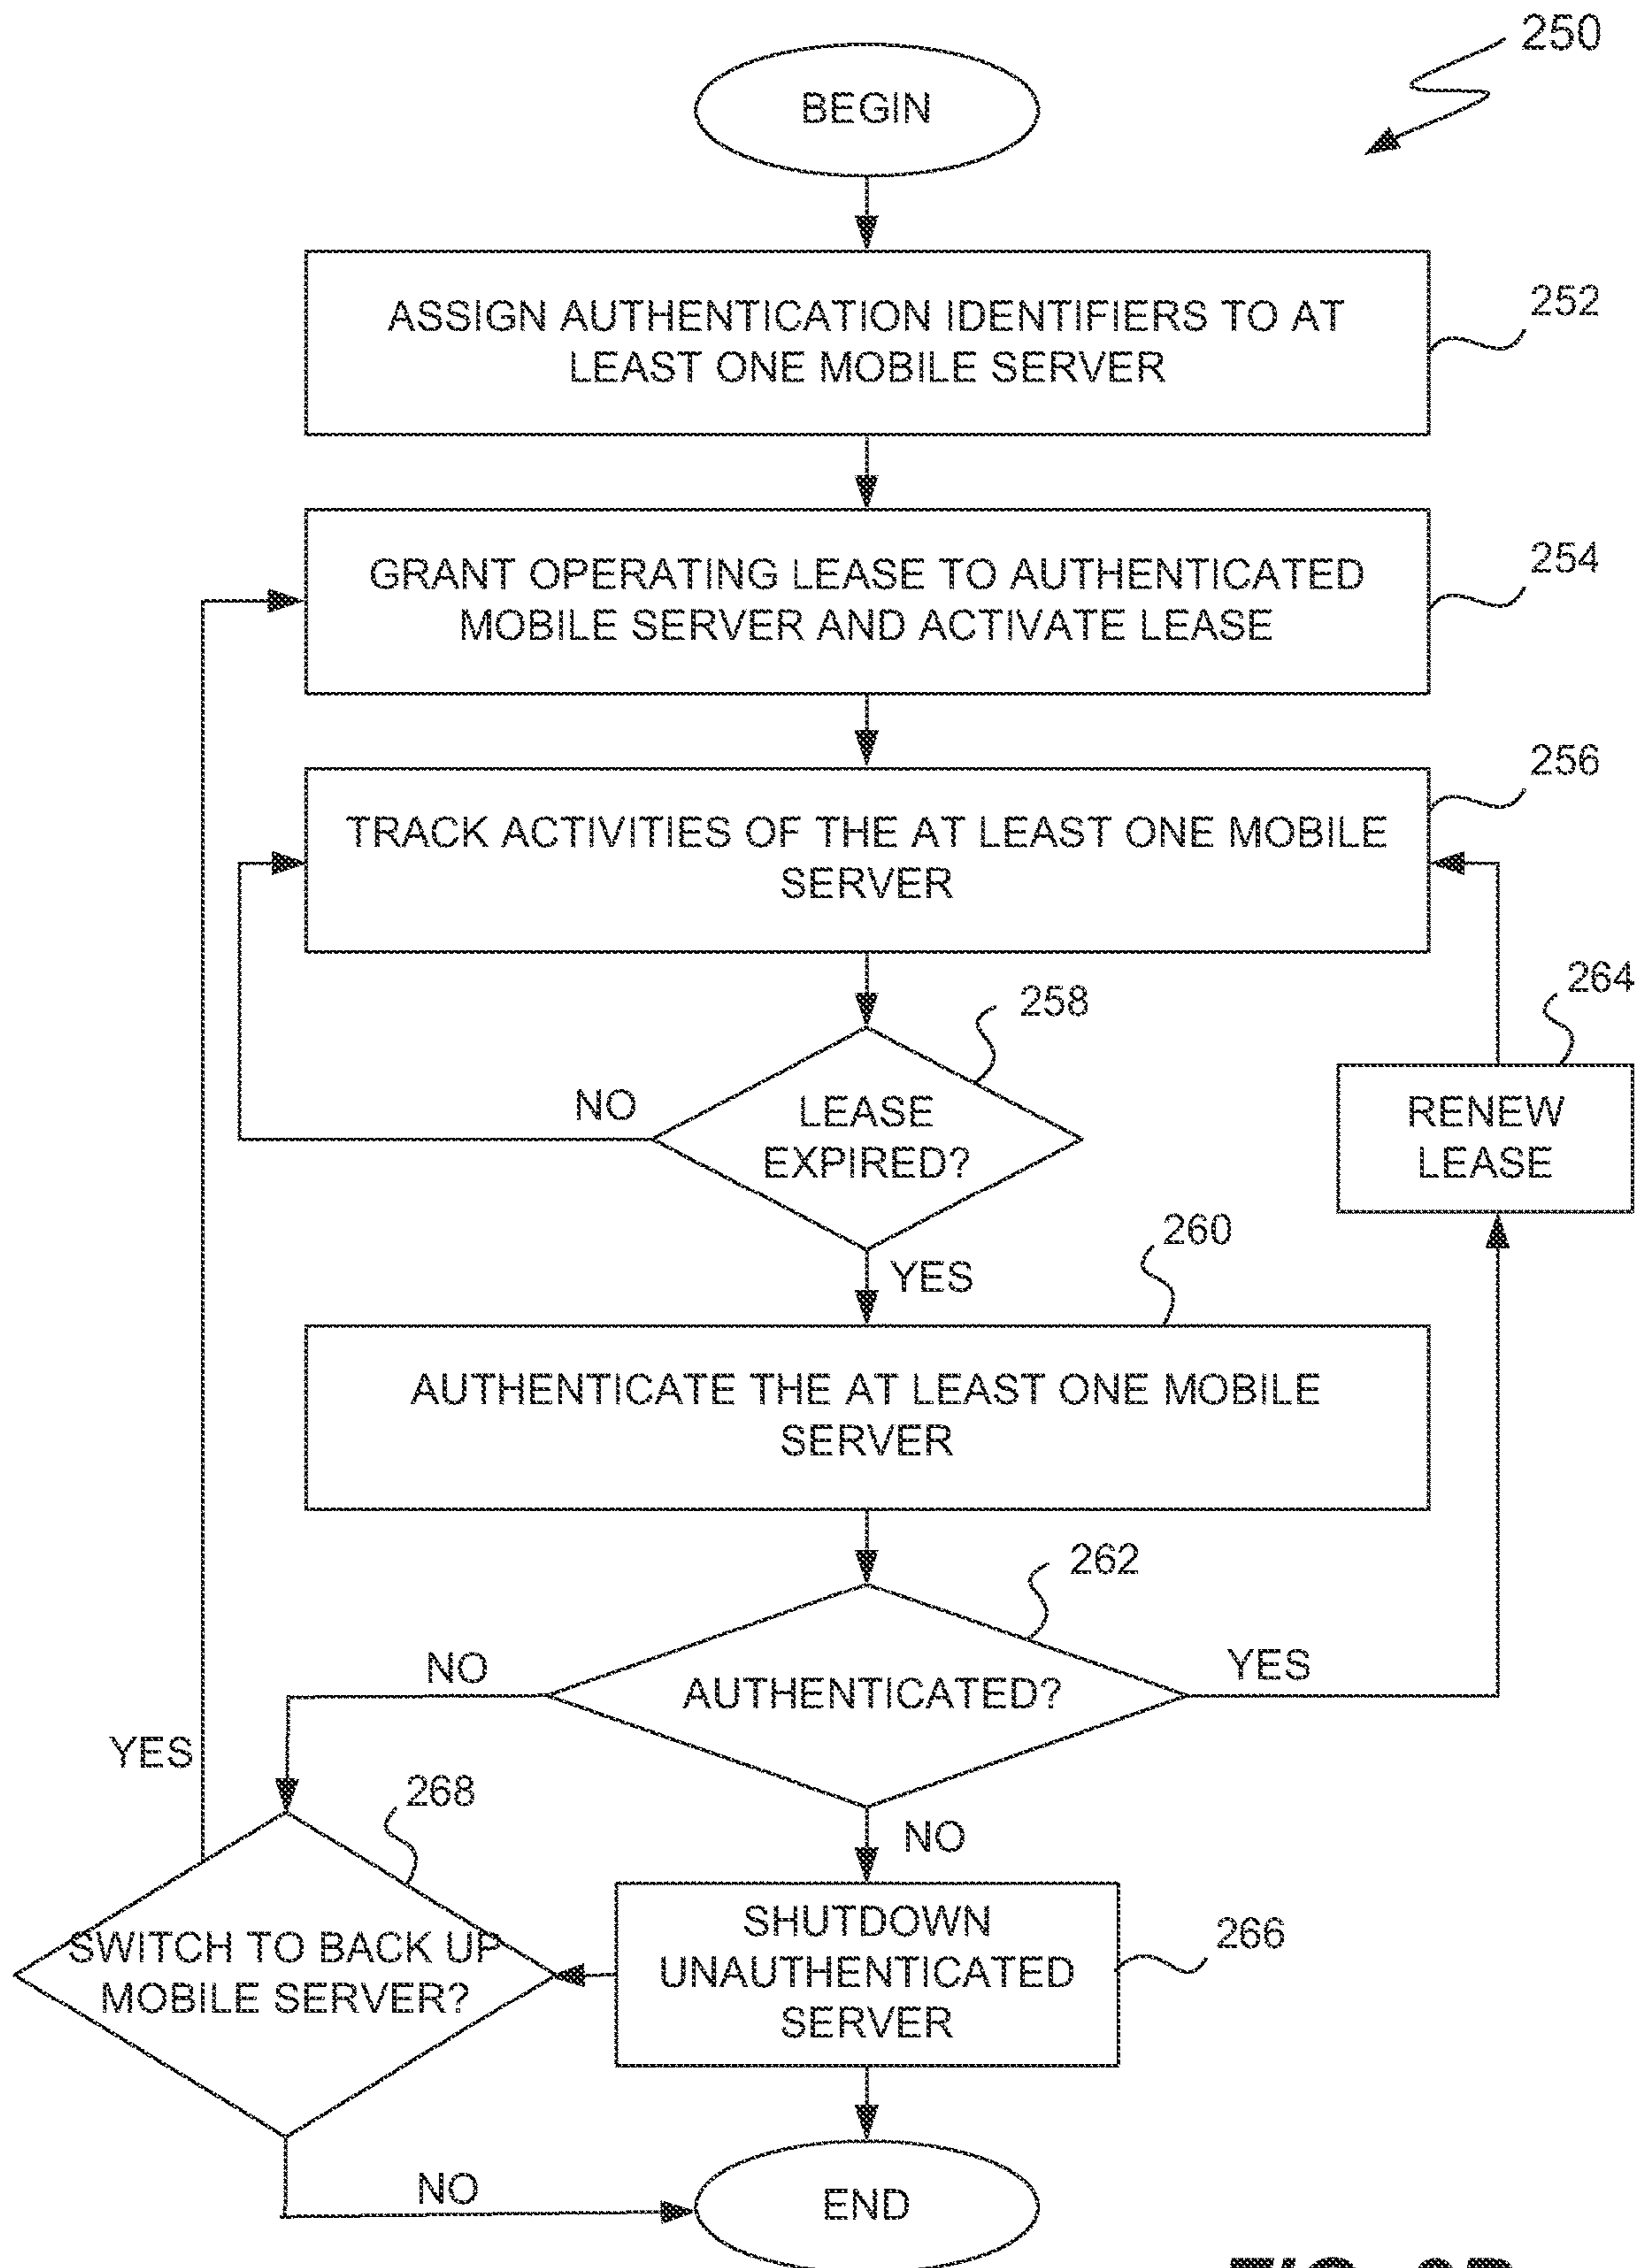 250
BEGIN
ASSIGN AUTHENTICATION IDENTIFIERS TO AT
LEAST ONE MOBILE SERVER
252
GRANT OPERATING LEASE TO AUTHENTICATED
MOBILE SERVER AND ACTIVATE LEASE
254
TRACK ACTIVITIES OF THE AT LEAST ONE MOBILE
SERVER
256
258
264
NO
LEASE
EXPIRED?
RENEW
LEASE
YES
260
AUTHENTICATE THE AT LEAST ONE MOBILE
SERVER
262
NO
AUTHENTICATED?
YES
YES
268
NO
SWITCH TO BACK UP
MOBILE SERVER?
SHUTDOWN
UNAUTHENTICATED
SERVER
266
NO
END